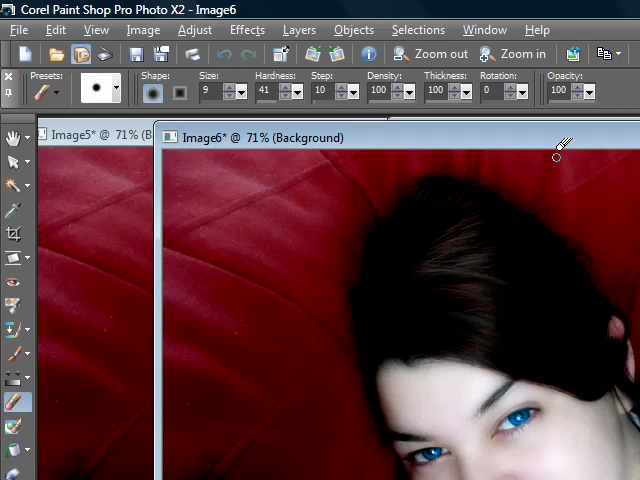 Corel Paint Shop Pro Photo X2 - Image6
File Edit View Image Adjust Effects Layers Objects Selections Window Help
Zoom out Zoom in
Presets: Shape: Size: Hardness: Step: Density: Thickness: Rotation: Opacity:
9 41 10 100 100 0 100
Image5* @ 71% (B
Image6* @ 71% (Background)